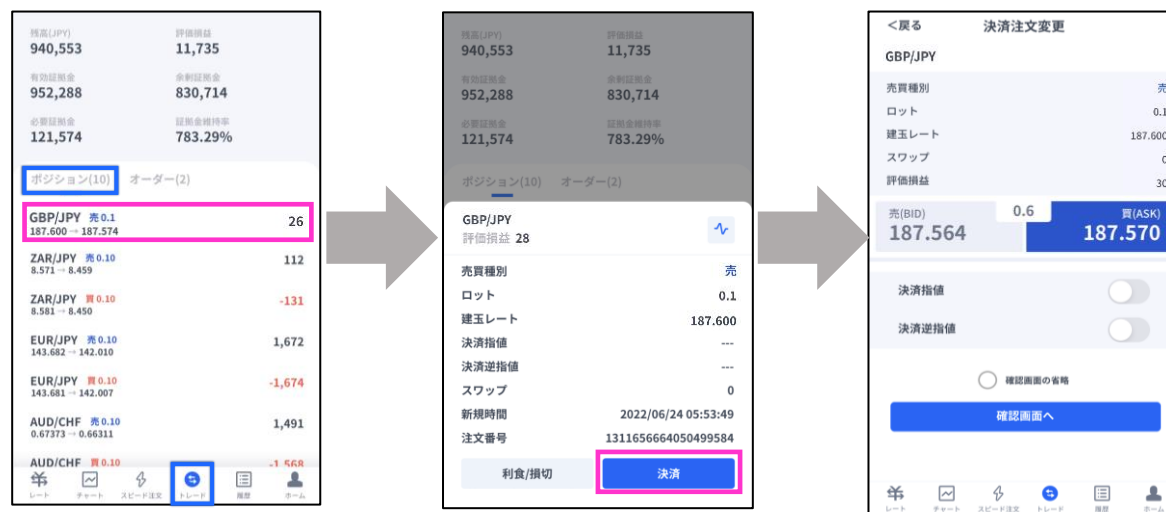 残高(JPY) 評価損益
940,553 11,735
有効証拠金 余剰証拠金
952,288 830,714
必要証拠金 証拠金維持率
121,574 783.29%
ポジション(10) オーダー(2)
GBP/JPY 売 0.1 26
187.600 → 187.574
ZAR/JPY 売 0.10 112
8.571 → 8.459
ZAR/JPY 買 0.10 -131
8.581 → 8.450
EUR/JPY 売 0.10 1,672
143.682 → 142.010
EUR/JPY 買 0.10 -1,674
143.681 → 142.007
AUD/CHF 売 0.10 1,491
0.67373 → 0.66311
AUD/CHF 買 0.10 -1,568
レート チャート スピード注文 トレード 履歴 ホーム
残高(JPY) 評価損益
940,553 11,735
有効証拠金 余剰証拠金
952,288 830,714
必要証拠金 証拠金維持率
121,574 783.29%
ポジション(10) オーダー(2)
GBP/JPY
評価損益 28
売買種別 売
ロット 0.1
建玉レート 187.600
決済指値 ---
決済逆指値 ---
スワップ 0
新規時間 2022/06/24 05:53:49
注文番号 1311656664050499584
利食/損切 決済
<戻る 決済注文変更
GBP/JPY
売買種別 売
ロット 0.1
建玉レート 187.600
スワップ 0
評価損益 30
売(BID) 0.6 買(ASK)
187.564 187.570
決済指値
決済逆指値
確認画面の省略
確認画面へ
レート チャート スピード注文 トレード 履歴 ホーム